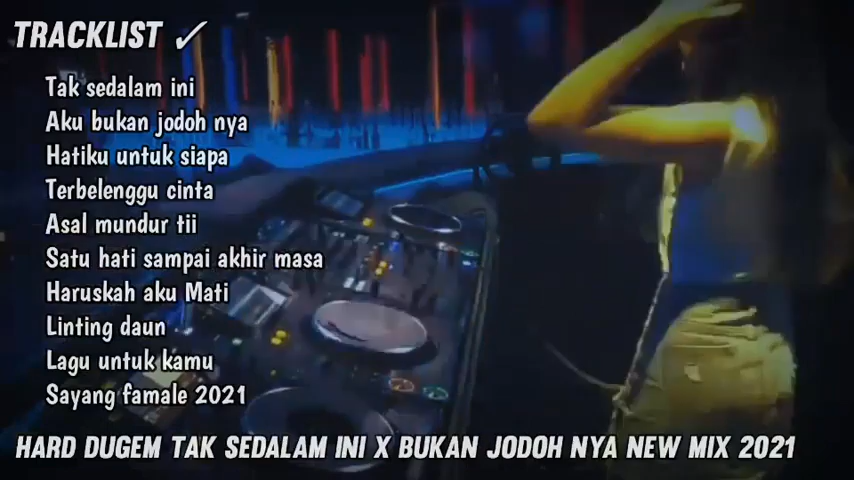 TRACKLIST ✓
Tak sedalam ini
Aku bukan jodoh nya
Hatiku untuk siapa
Terbelenggu cinta
Asal mundur tii
Satu hati sampai akhir masa
Haruskah aku Mati
Linting daun
Lagu untuk kamu
Sayang famale 2021
HARD DUGEM TAK SEDALAM INI X BUKAN JODOH NYA NEW MIX 2021